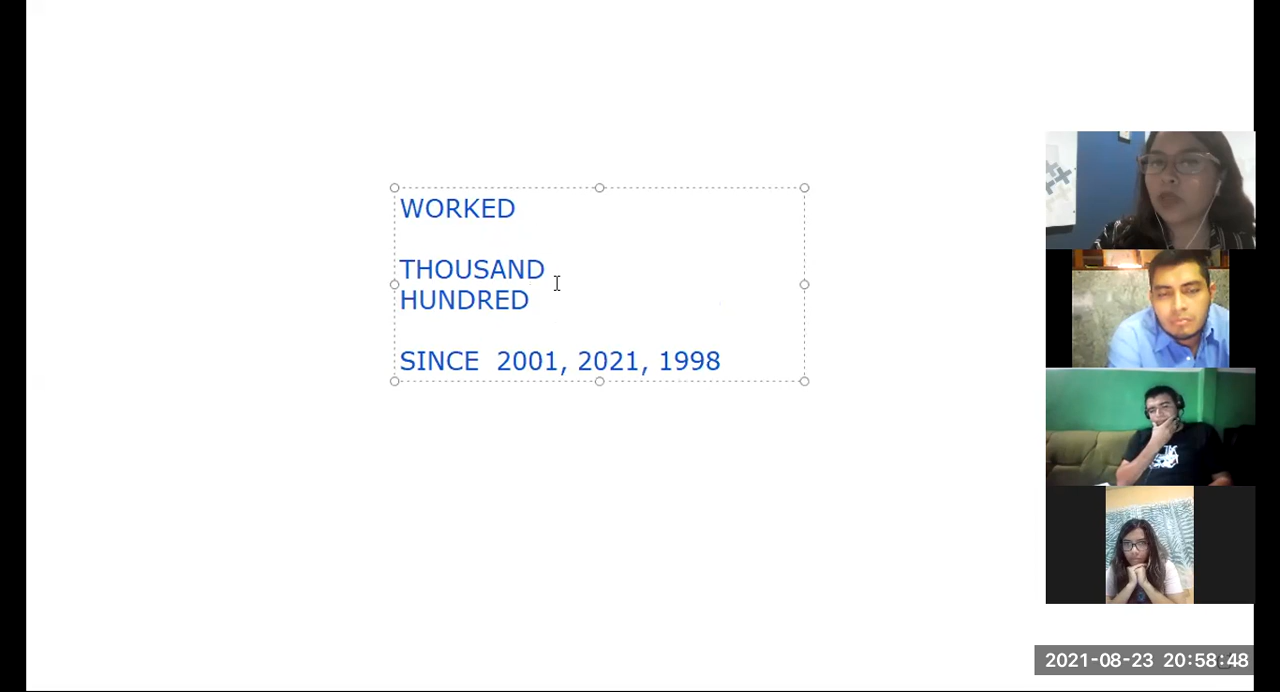 WORKED
THOUSAND
HUNDRED
SINCE 2001, 2021, 1998
2021-08-23 20:58:48